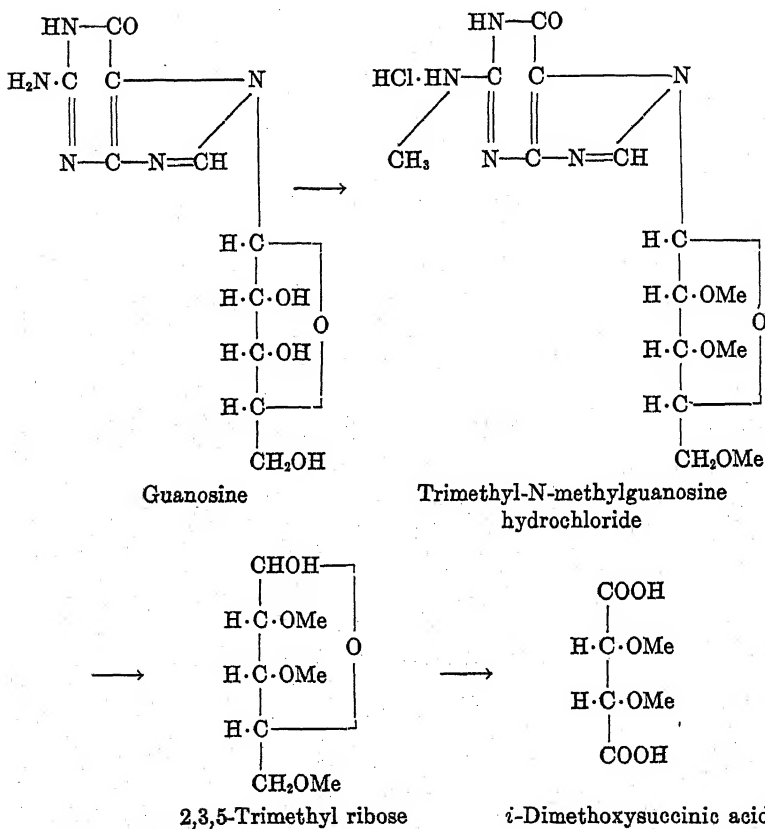 HN—CO
H₂N·C C N
N—C—N=CH
HN—CO
HCl·HN—C C N
CH₃ N—C—N=CH
H·C
H·C·OH
O
H·C·OH
H·C
CH₂OH
Guanosine
H·C
H·C·OMe
O
H·C·OMe
H·C
CH₂OMe
Trimethyl-N-methylguanosine
hydrochloride
CHOH
H·C·OMe
O
H·C·OMe
H·C
CH₂OMe
2,3,5-Trimethyl ribose
COOH
H·C·OMe
H·C·OMe
COOH
i-Dimethoxysuccinic acid